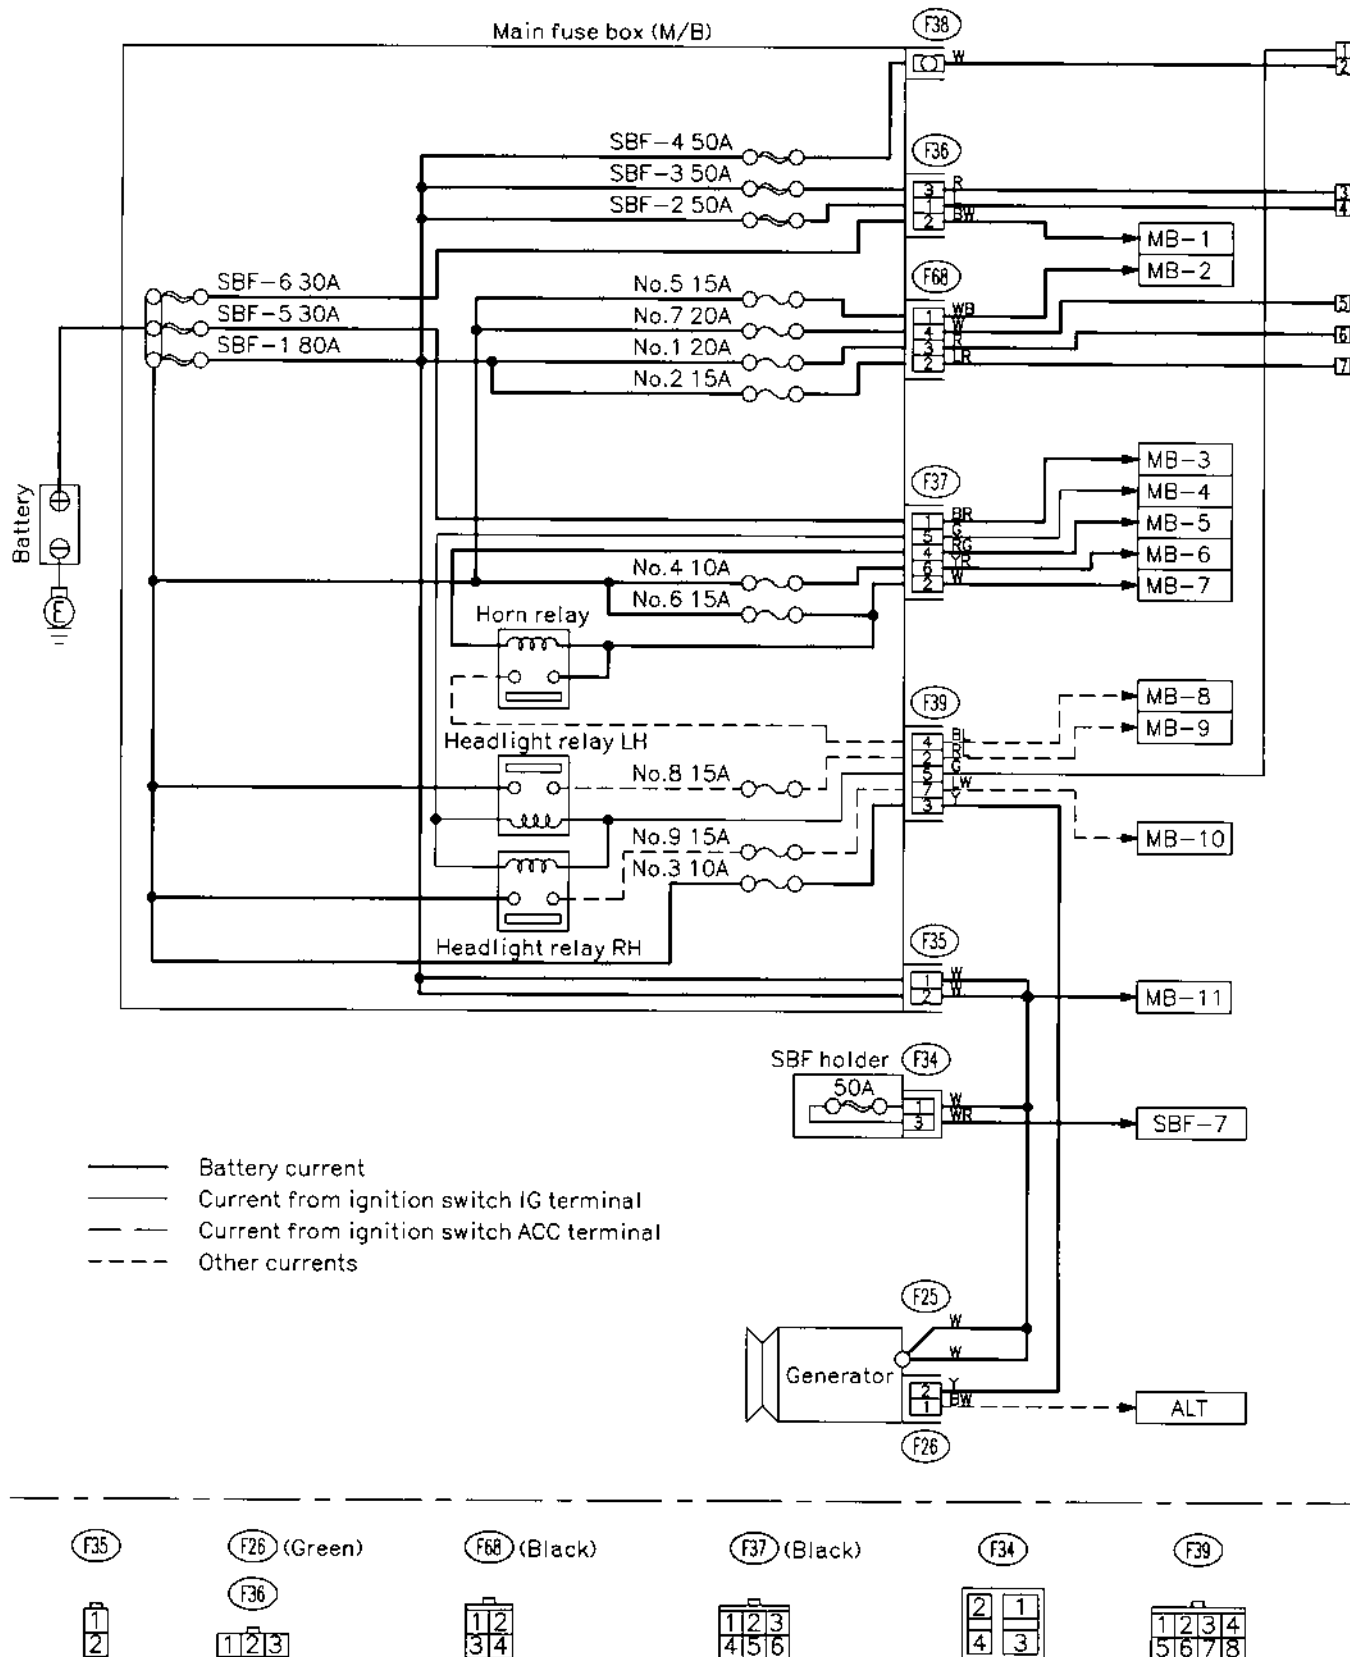 Main fuse box (M/B)
F38
W
1
2
SBF-4 50A
F36
SBF-3 50A
3 R
3
SBF-2 50A
1 L
4
2 BW
MB-1
MB-2
SBF-6 30A
No.5 15A
F68
1 WB
5
SBF-5 30A
No.7 20A
4 W
6
SBF-1 80A
No.1 20A
3 R
2 LR
7
No.2 15A
MB-3
F37
MB-4
Battery
1 BR
MB-5
5 G
4 RG
MB-6
No.4 10A
6 YR
2 W
MB-7
No.6 15A
E
Horn relay
F39
MB-8
MB-9
Headlight relay LH
4 BL
2 RL
No.8 15A
5 G
7 LW
3 Y
No.9 15A
MB-10
No.3 10A
Headlight relay RH
F35
1 W
2 W
MB-11
SBF holder
F34
50A
1 W
3 WR
SBF-7
Battery current
Current from ignition switch IG terminal
Current from ignition switch ACC terminal
Other currents
F25
W
W
Generator
2 Y
1 BW
ALT
F26
F35
F26 (Green)
F68 (Black)
F37 (Black)
F34
F39
F36
1
2
1 2 3
1 2
3 4
1 2 3
4 5 6
2 1
4 3
1 2 3 4
5 6 7 8